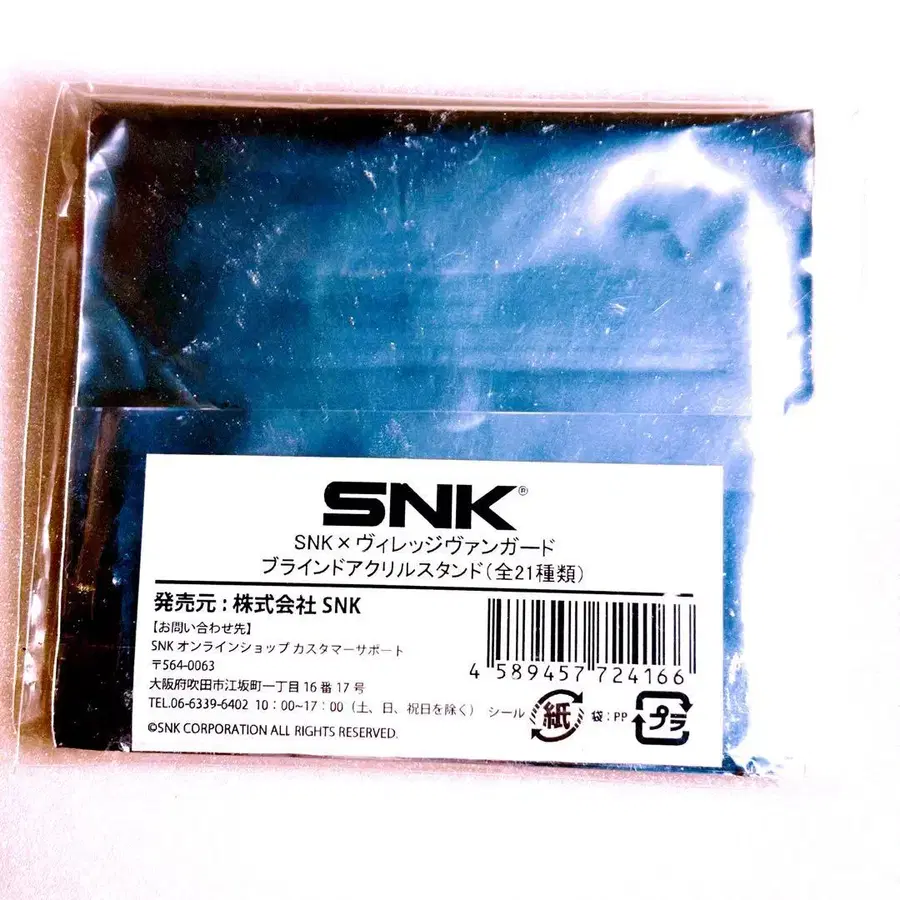 SNK®
SNK×ヴィレッジヴァンガード
ブラインドアクリルスタンド(全21種類)
発売元:株式会社 SNK
【お問い合わせ先】
SNK オンラインショップ カスタマーサポート
〒564-0063
大阪府吹田市江坂町一丁目 16 番 17 号
TEL.06-6339-6402 10:00~17:00(土、日、祝日を除く)
©SNK CORPORATION ALL RIGHTS RESERVED.
4 589457 724166
シール 紙 袋:PP プラ